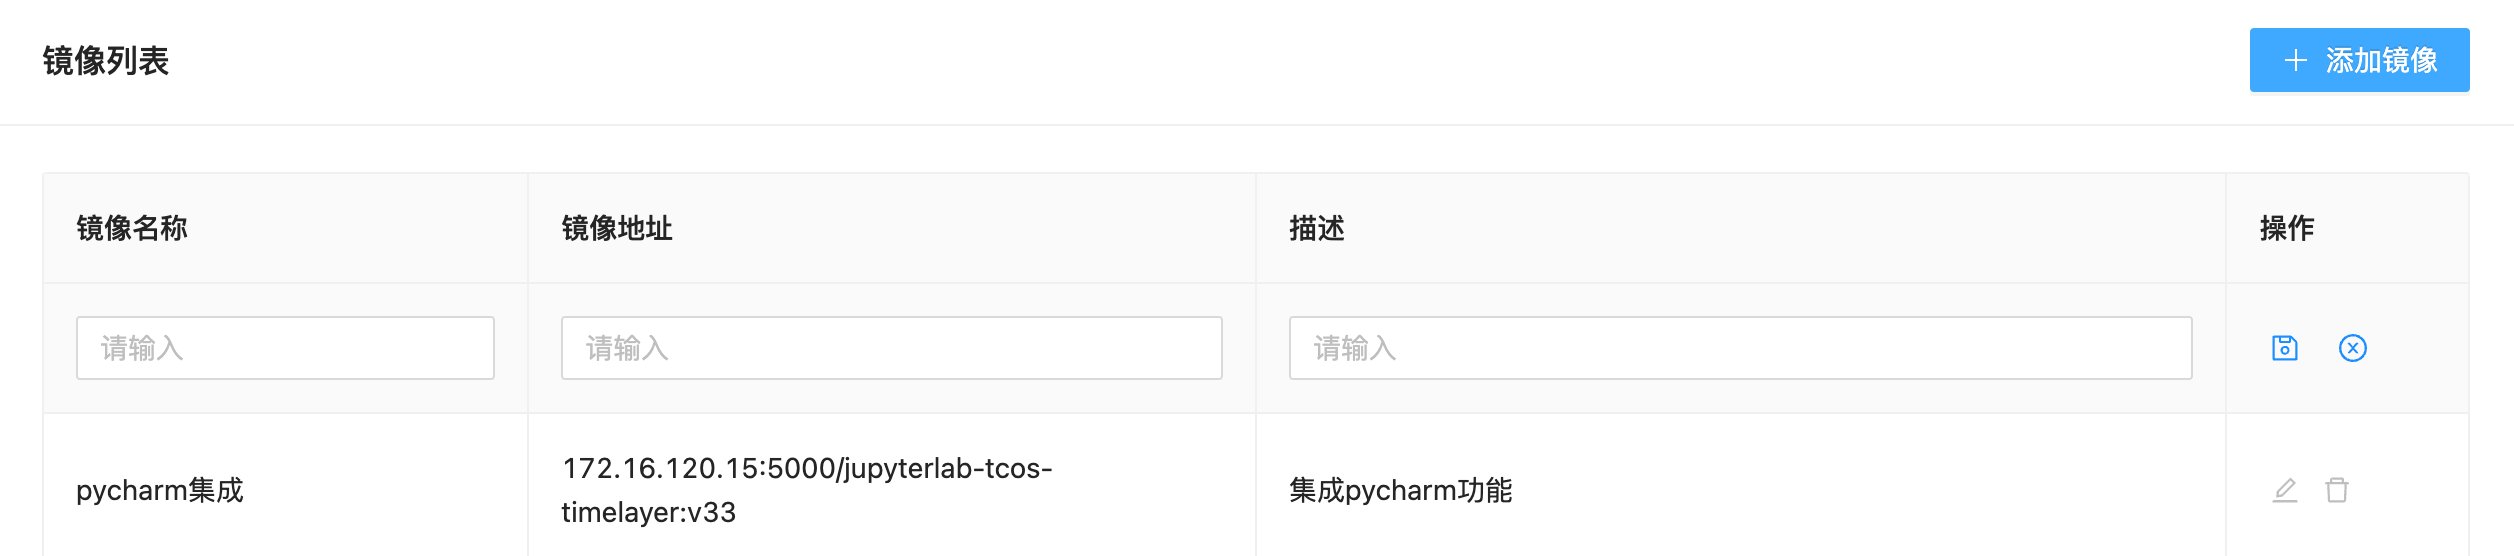 镜像列表
添加镜像
镜像名称
镜像地址
描述
操作
请输入
请输入
请输入
pycharm集成
172.16.120.15:5000/jupyterlab-tcos-
timelayer:v33
集成pycharm功能